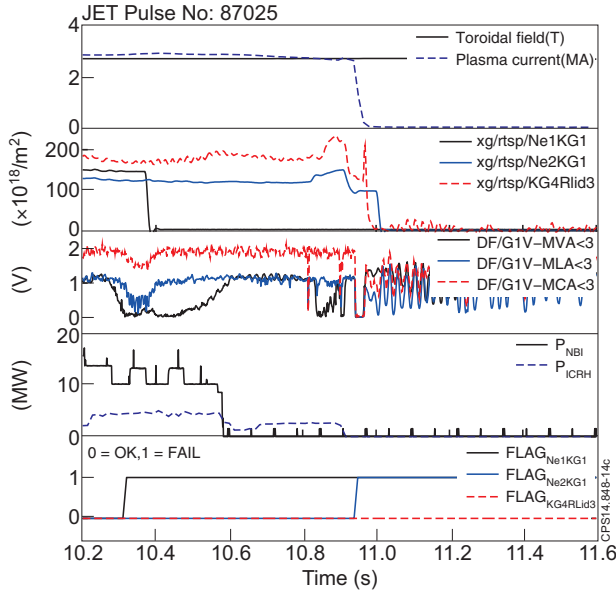 JET Pulse No: 87025
4
2
0
Toroidal field(T)
Plasma current(MA)
(×10^18/m^2)
200
100
0
xg/rtsp/Ne1KG1
xg/rtsp/Ne2KG1
xg/rtsp/KG4Rlid3
(V)
2
1
0
DF/G1V–MVA<3
DF/G1V–MLA<3
DF/G1V–MCA<3
(MW)
20
10
0
P_NBI
P_ICRH
0 = OK,1 = FAIL
1
0
FLAG_Ne1KG1
FLAG_Ne2KG1
FLAG_KG4RLid3
10.2 10.4 10.6 10.8 11.0 11.2 11.4 11.6
Time (s)
CPS14.848-14c